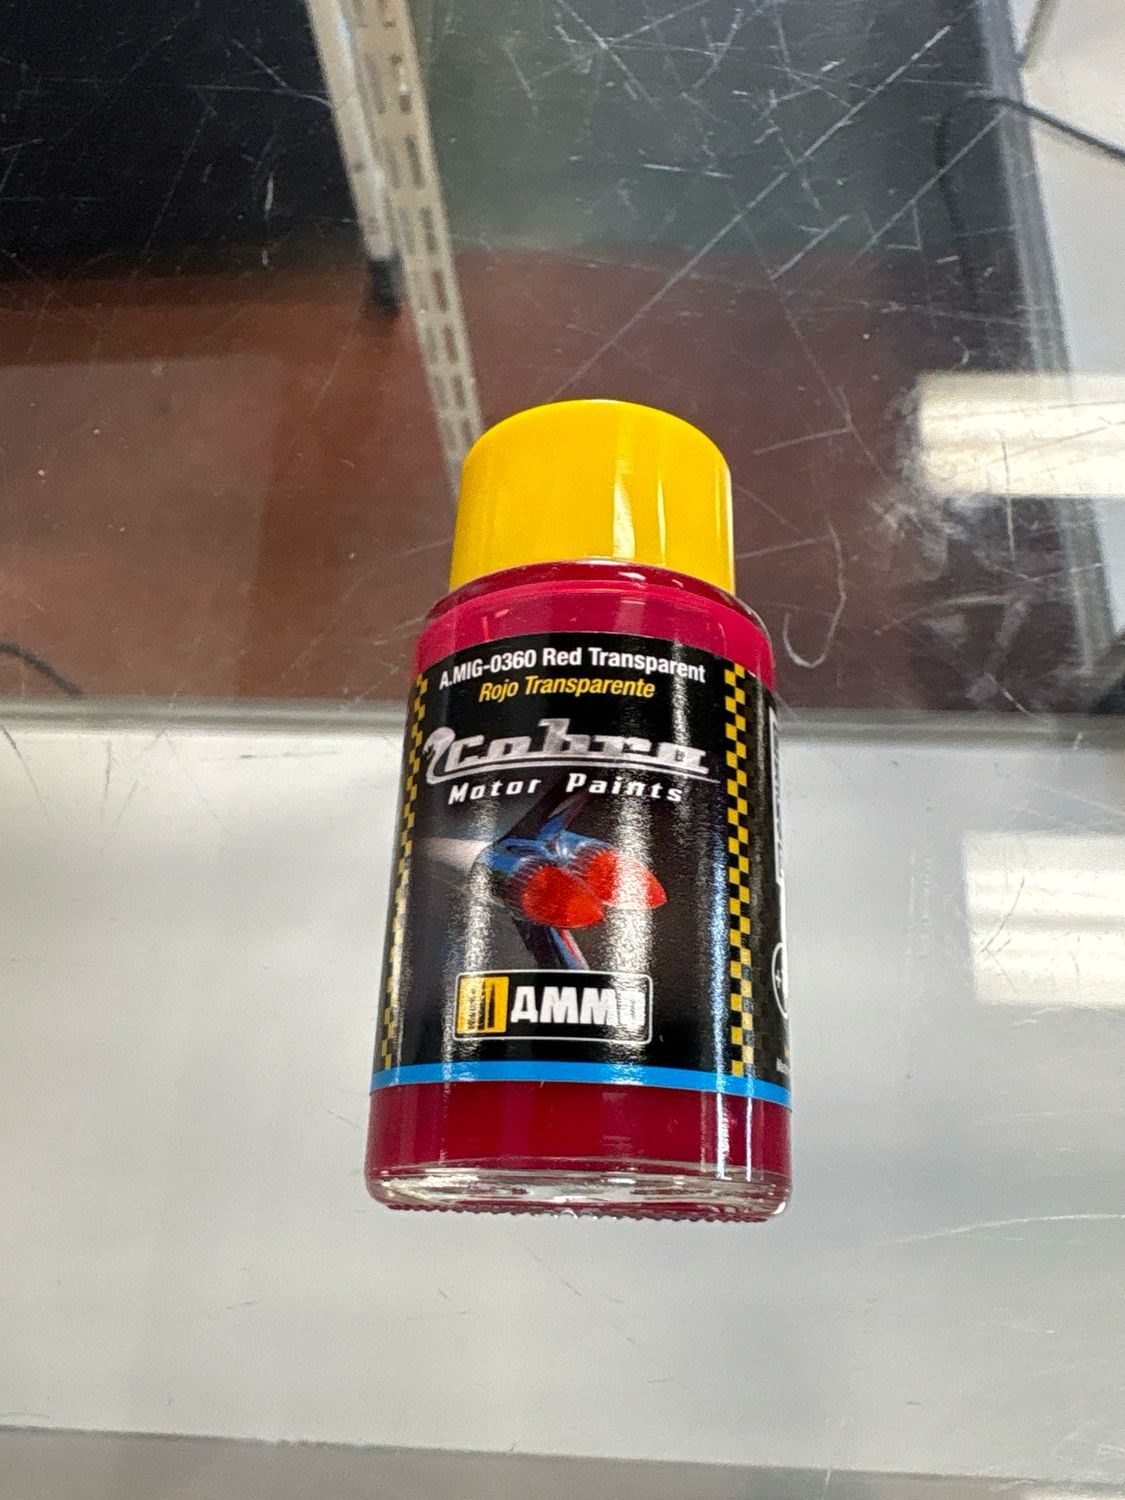 A.MIG-0360 Red Transparent
Rojo Transparente
Cobra
Motor Paints
AMMO